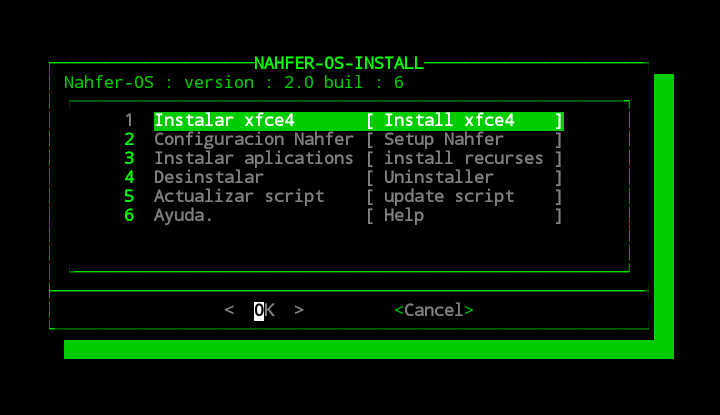 NAHFER-OS-INSTALL
Nahfer-OS : version : 2.0 buil : 6
1 Instalar xfce4 [ Install xfce4 ]
2 Configuracion Nahfer [ Setup Nahfer ]
3 Instalar aplications [ install recurses ]
4 Desinstalar [ Uninstaller ]
5 Actualizar script [ update script ]
6 Ayuda. [ Help ]
< OK > <Cancel>